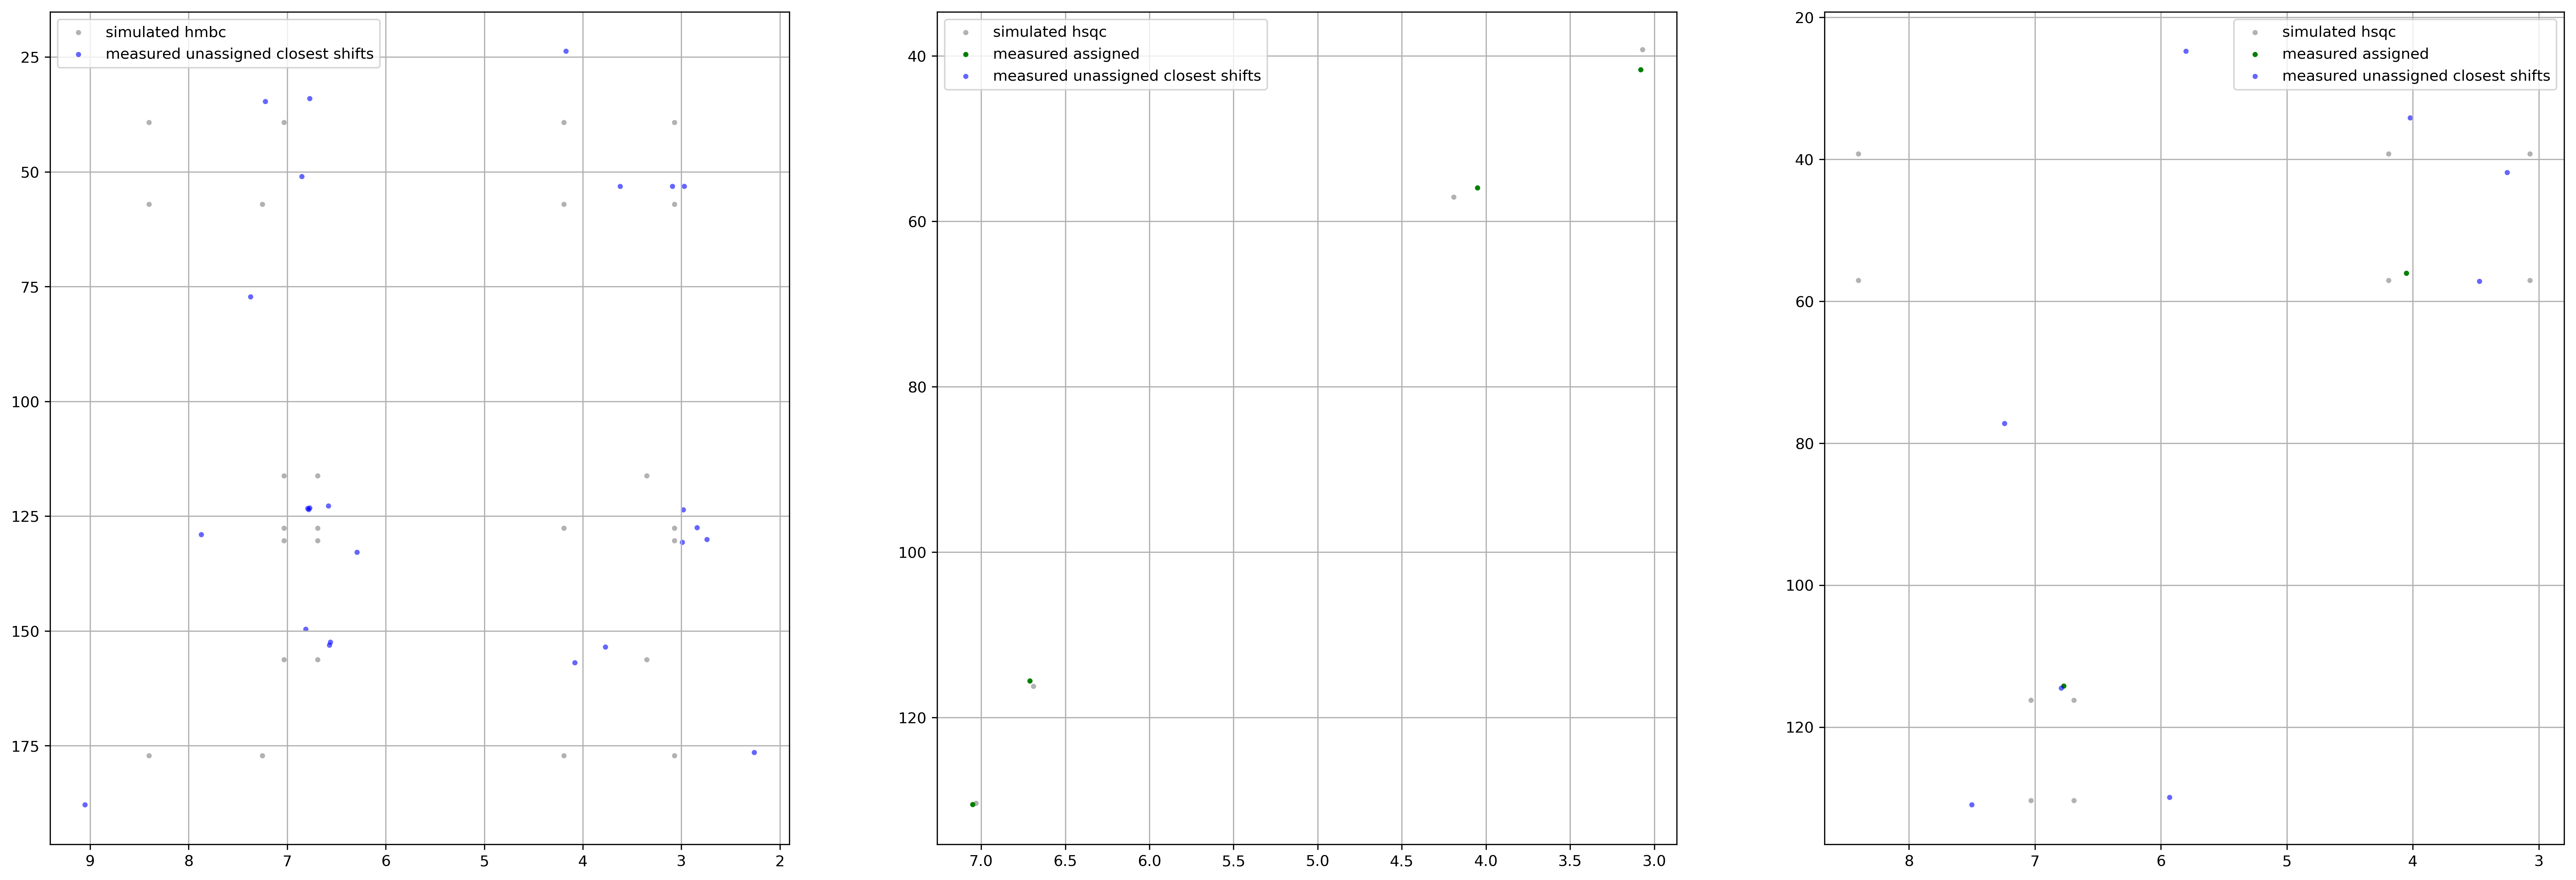 simulated hmbc
measured unassigned closest shifts
25
50
75
100
125
150
175
9 8 7 6 5 4 3 2
simulated hsqc
measured assigned
measured unassigned closest shifts
40
60
80
100
120
7.0 6.5 6.0 5.5 5.0 4.5 4.0 3.5 3.0
simulated hsqc
measured assigned
measured unassigned closest shifts
20
40
60
80
100
120
8 7 6 5 4 3